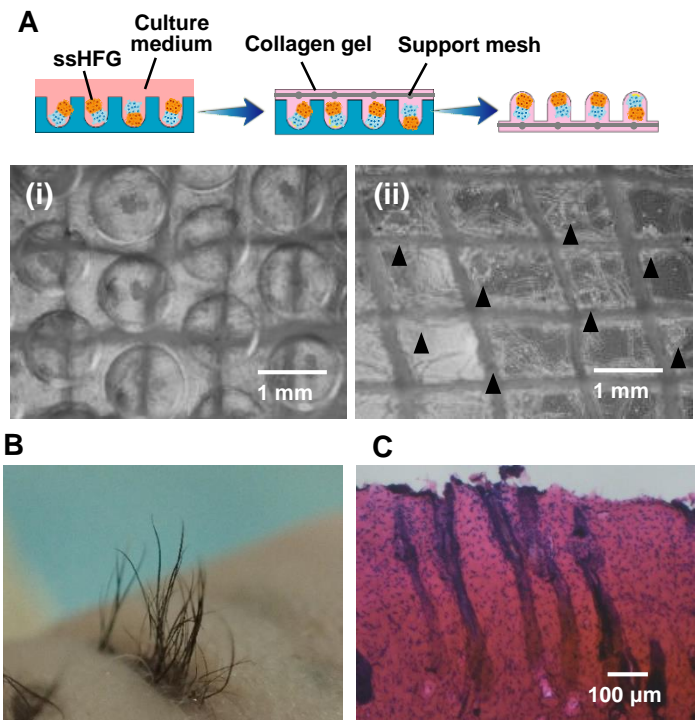 A
ssHFG
Culture
medium
Collagen gel
Support mesh
(i)
1 mm
(ii)
1 mm
B
C
100 μm